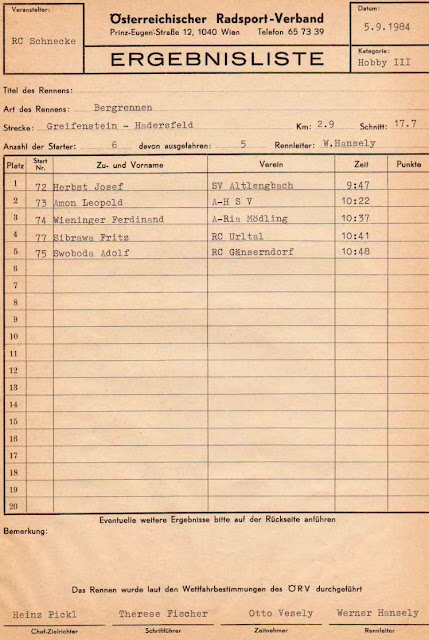 Veranstalter:
RC Schnecke
Österreichischer Radsport-Verband
Prinz-Eugen-Straße 12, 1040 Wien Telefon 65 73 39
ERGEBNISLISTE
Datum:
5.9.1984
Kategorie:
Hobby III
Titel des Rennens:
Art des Rennens: Bergrennen
Strecke: Greifenstein - Hadersfeld Km: 2.9 Schnitt: 17.7
Anzahl der Starter: 6 davon ausgefahren: 5 Rennleiter: W.Hansely
Platz Start Nr. Zu- und Vorname Verein Zeit Punkte
1 72 Herbst Josef SV Altlengbach 9:47
2 73 Amon Leopold A-H S V 10:22
3 74 Wieninger Ferdinand A-Ria Mödling 10:37
4 77 Sibrawa Fritz RC Urltal 10:41
5 75 Swoboda Adolf RC Gänserndorf 10:48
6
7
8
9
10
11
12
13
14
15
16
17
18
19
20
Eventuelle weitere Ergebnisse bitte auf der Rückseite anführen
Bemerkung:
Das Rennen wurde laut den Wettfahrbestimmungen des ÖRV durchgeführt
Heinz Pickl Therese Fischer Otto Vesely Werner Hansely
Chef-Zielrichter Schriftführer Zeitnehmer Rennleiter